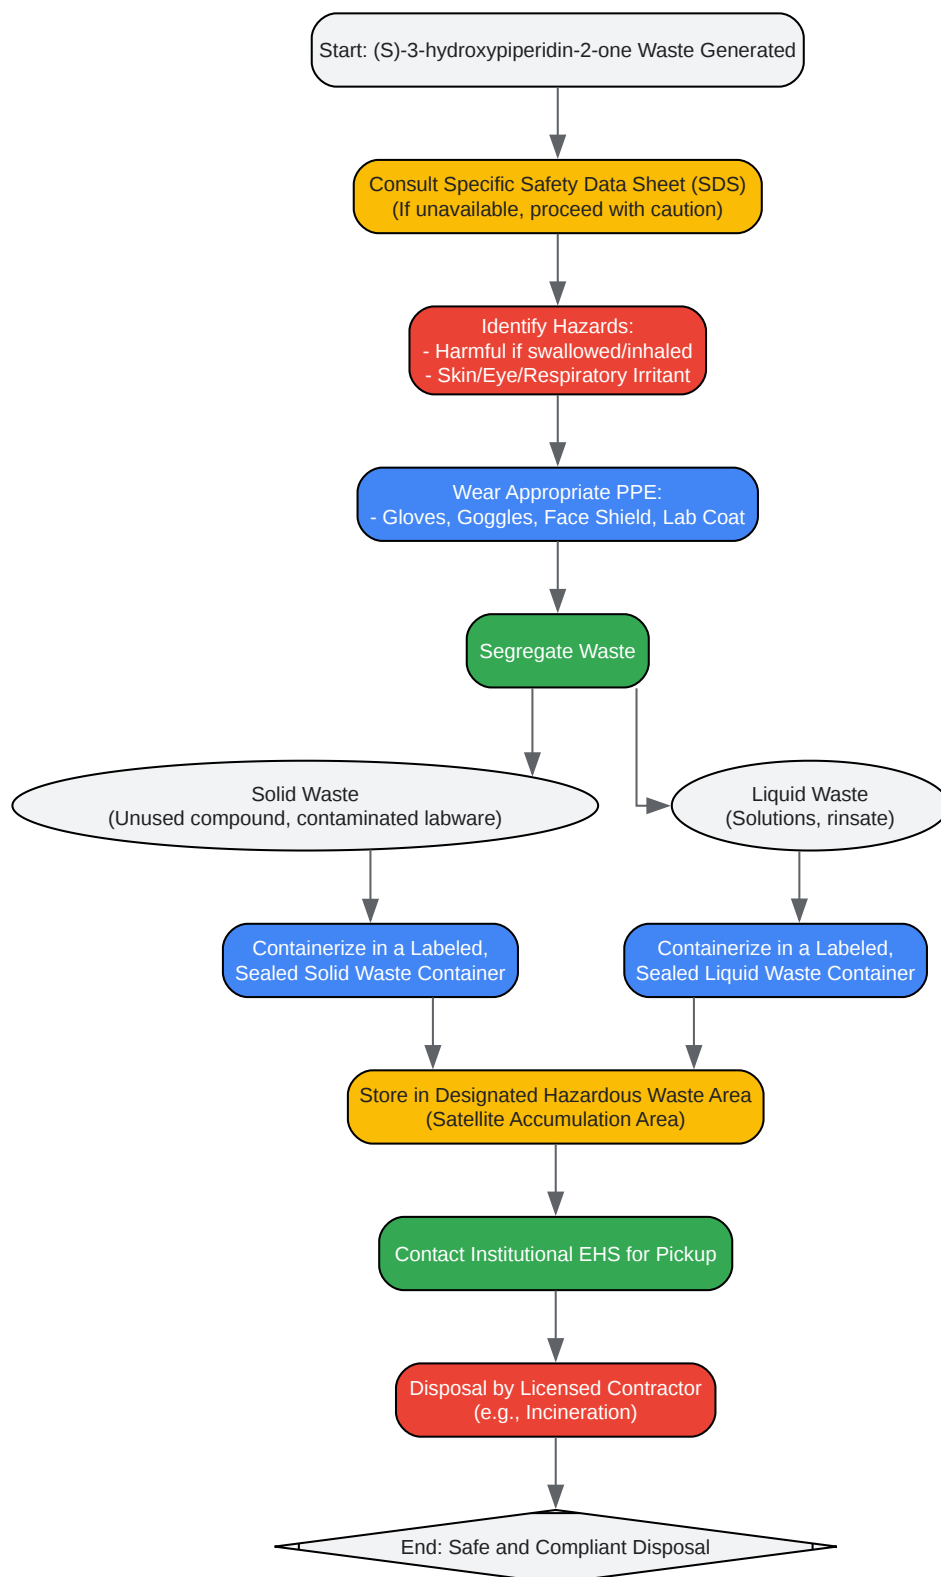 Start: (S)-3-hydroxypiperidin-2-one Waste Generated
Consult Specific Safety Data Sheet (SDS)
(If unavailable, proceed with caution)
Identify Hazards:
- Harmful if swallowed/inhaled
- Skin/Eye/Respiratory Irritant
Wear Appropriate PPE:
- Gloves, Goggles, Face Shield, Lab Coat
Segregate Waste
Solid Waste
(Unused compound, contaminated labware)
Liquid Waste
(Solutions, rinsate)
Containerize in a Labeled,
Sealed Solid Waste Container
Containerize in a Labeled,
Sealed Liquid Waste Container
Store in Designated Hazardous Waste Area
(Satellite Accumulation Area)
Contact Institutional EHS for Pickup
Disposal by Licensed Contractor
(e.g., Incineration)
End: Safe and Compliant Disposal